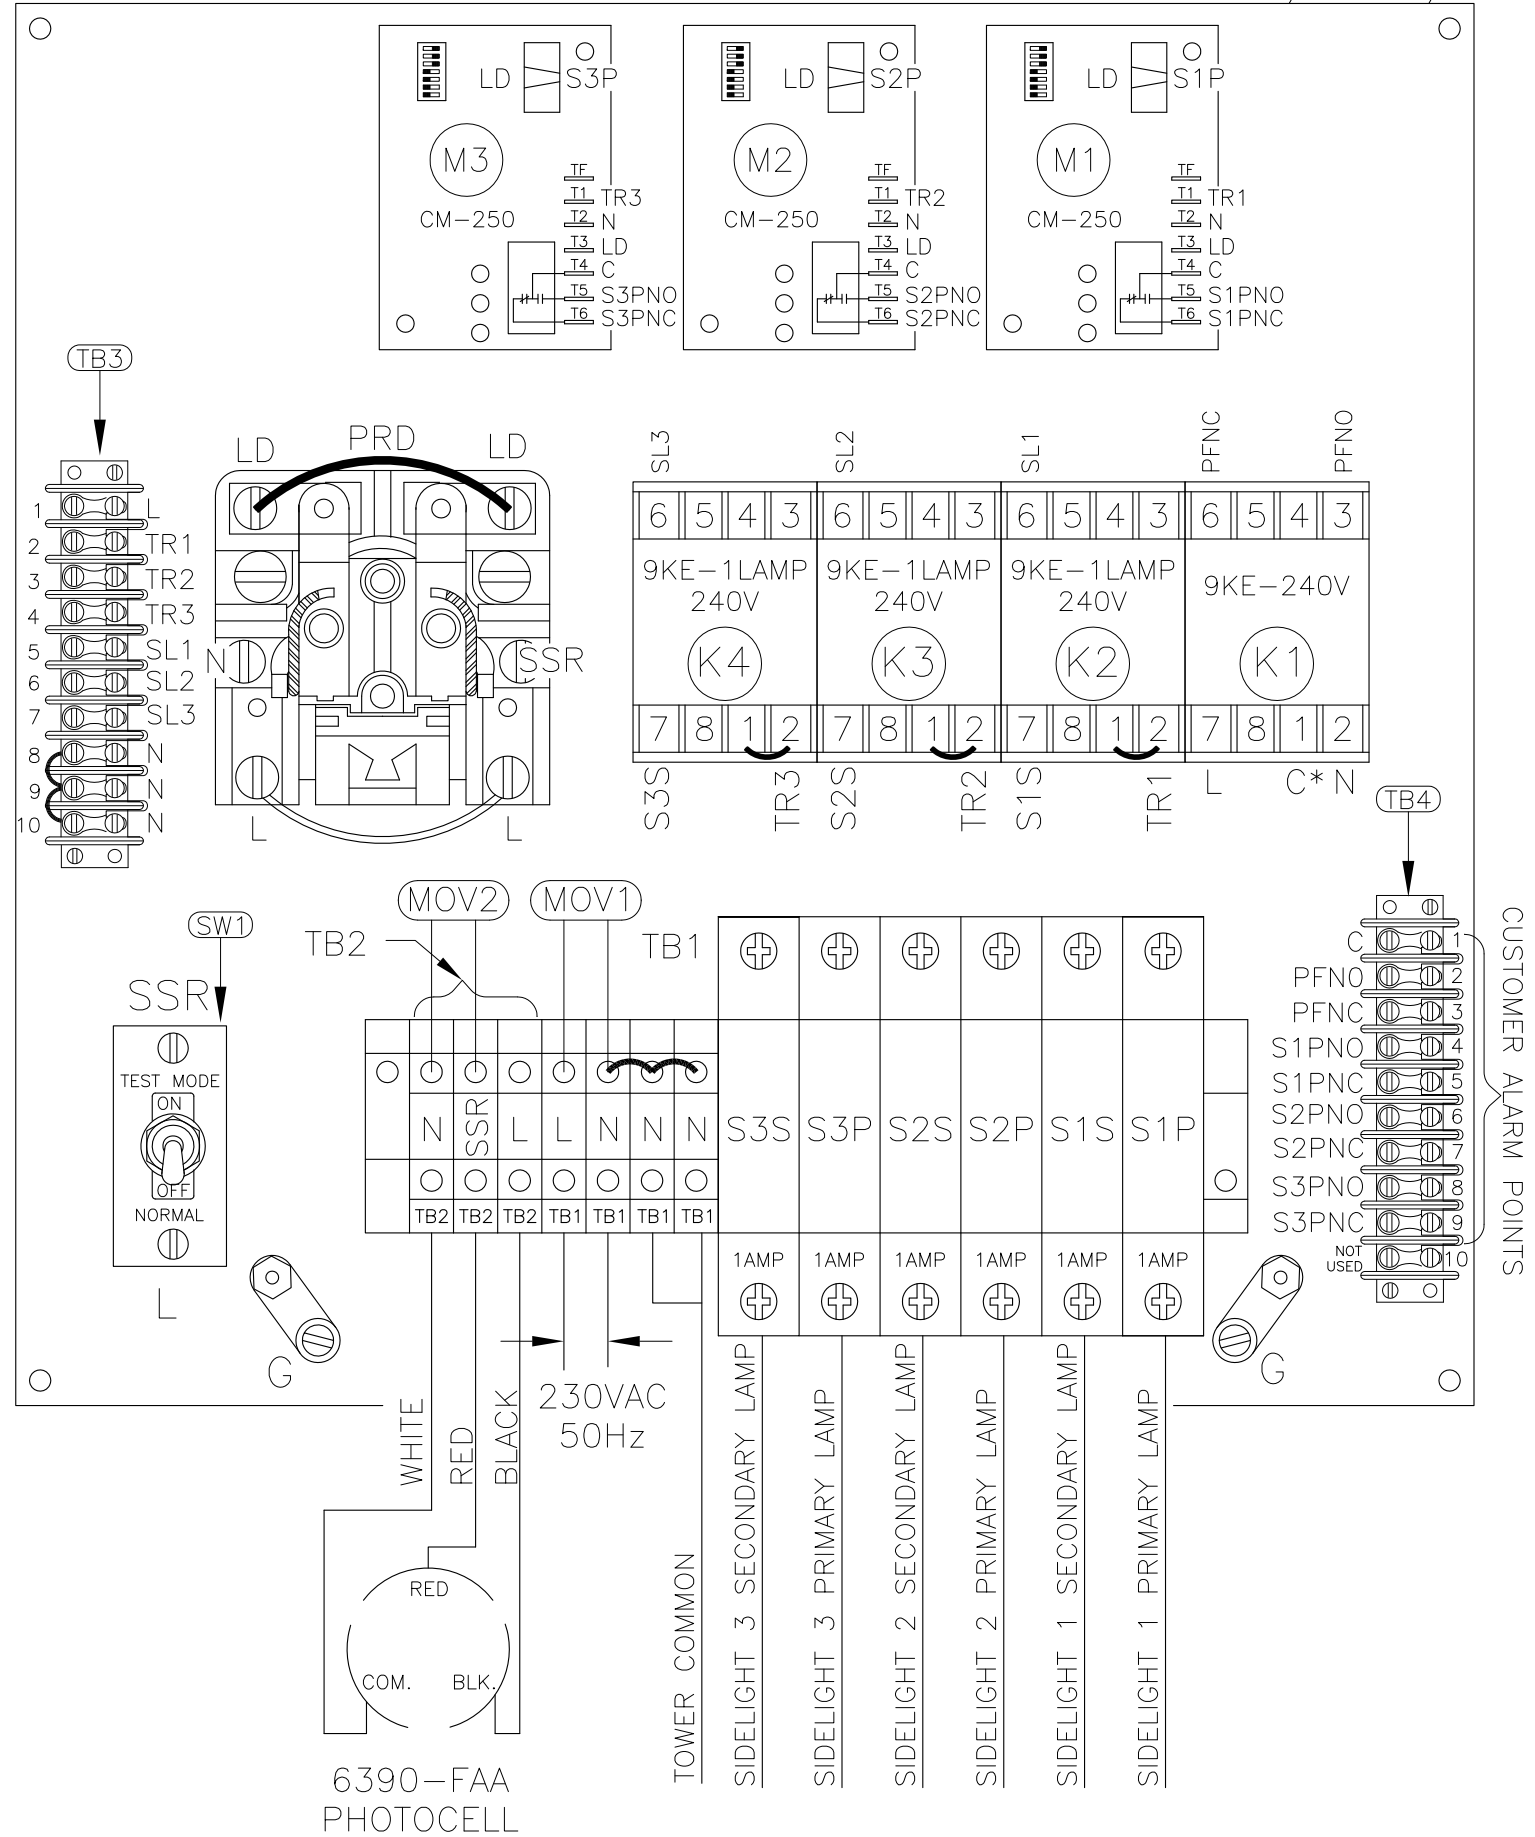 LD S3P
LD S2P
LD S1P
M3
M2
M1
CM-250
CM-250
CM-250
TF
T1 TR3
T2 N
T3 LD
T4 C
T5 S3PNO
T6 S3PNC
TF
T1 TR2
T2 N
T3 LD
T4 C
T5 S2PNO
T6 S2PNC
TF
T1 TR1
T2 N
T3 LD
T4 C
T5 S1PNO
T6 S1PNC
TB3
1 L
2 TR1
3 TR2
4 TR3
5 SL1
6 SL2
7 SL3
8 N
9 N
10 N
LD PRD LD
N SSR
L L
SL3
SL2
SL1
PFNC
PFNO
6 5 4 3 6 5 4 3 6 5 4 3 6 5 4 3
9KE-1LAMP
240V
K4
9KE-1LAMP
240V
K3
9KE-1LAMP
240V
K2
9KE-240V
K1
7 8 1 2 7 8 1 2 7 8 1 2 7 8 1 2
S3S
TR3
S2S
TR2
S1S
TR1
L C* N
TB4
C 1
PFNO 2
PFNC 3
S1PNO 4
S1PNC 5
S2PNO 6
S2PNC 7
S3PNO 8
S3PNC 9
NOT
USED 10
CUSTOMER ALARM POINTS
SW1
SSR
TEST MODE
ON
OFF
NORMAL
L
MOV2 MOV1
TB2 TB1
N SSR L L N N N S3S S3P S2S S2P S1S S1P
TB2 TB2 TB2 TB1 TB1 TB1 TB1
1AMP 1AMP 1AMP 1AMP 1AMP 1AMP
G
G
230VAC
50Hz
WHITE
RED
BLACK
RED
COM. BLK.
6390-FAA
PHOTOCELL
TOWER COMMON
SIDELIGHT 3 SECONDARY LAMP
SIDELIGHT 3 PRIMARY LAMP
SIDELIGHT 2 SECONDARY LAMP
SIDELIGHT 2 PRIMARY LAMP
SIDELIGHT 1 SECONDARY LAMP
SIDELIGHT 1 PRIMARY LAMP